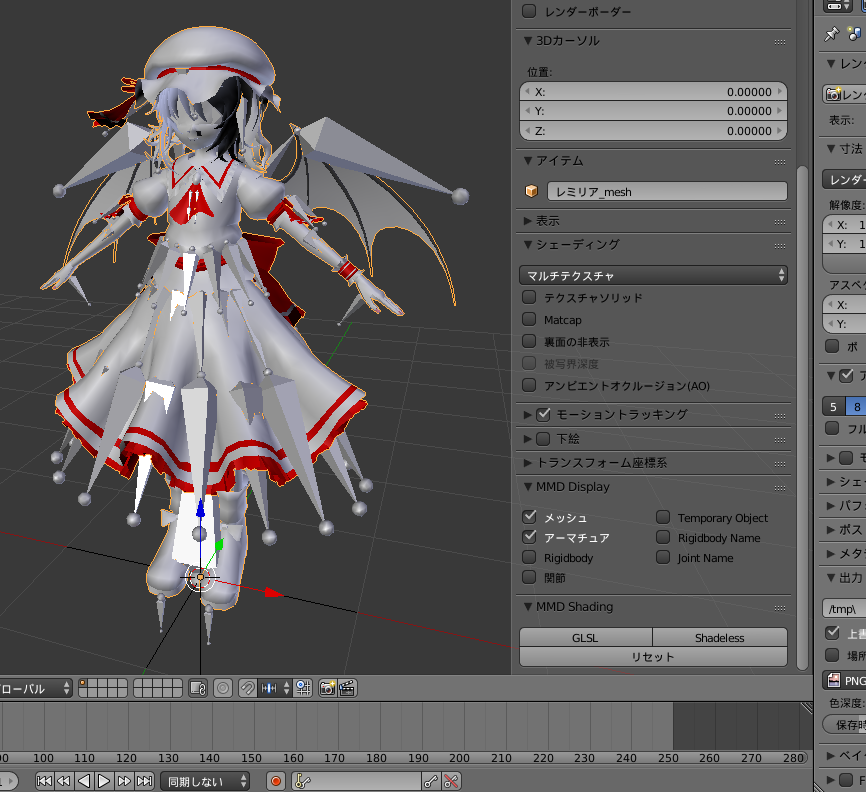 レンダーボーダー
3Dカーソル
位置:
X: 0.00000
Y: 0.00000
Z: 0.00000
アイテム
レミリア_mesh
表示
シェーディング
マルチテクスチャ
テクスチャソリッド
Matcap
裏面の非表示
被写界深度
アンビエントオクルージョン(AO)
モーショントラッキング
下絵
トランスフォーム座標系
MMD Display
メッシュ
Temporary Object
アーマチュア
Rigidbody Name
Rigidbody
Joint Name
関節
MMD Shading
GLSL
Shadeless
リセット
レン
レン
表示:
寸法
レンダー
解像度:
X: 1
Y: 1
アスペ
X:
Y:
ボ
5 8
フル
シェ
パフ
ポス
メタ
出力
/tmp\
上書
場所
PNG
色深度:
保存時
ベイ
ローバル
100 110 120 130 140 150 160 170 180 190 200 210 220 230 240 250 260 270 280
同期しない